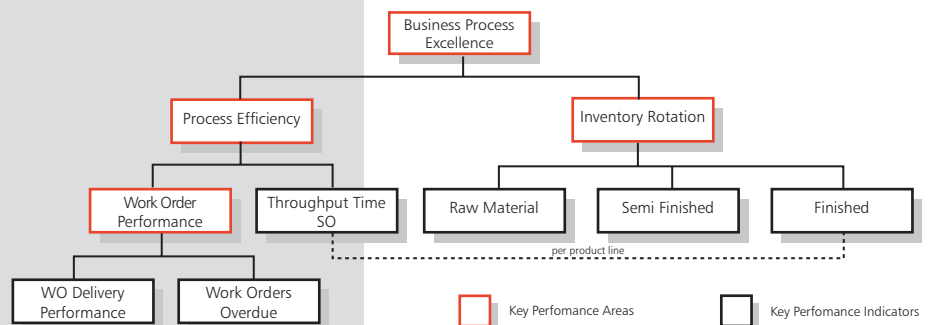 Business Process
Excellence
Process Efficiency
Inventory Rotation
Work Order
Performance
Throughput Time
SO
Raw Material
Semi Finished
Finished
per product line
WO Delivery
Performance
Work Orders
Overdue
Key Perfomance Areas
Key Perfomance Indicators